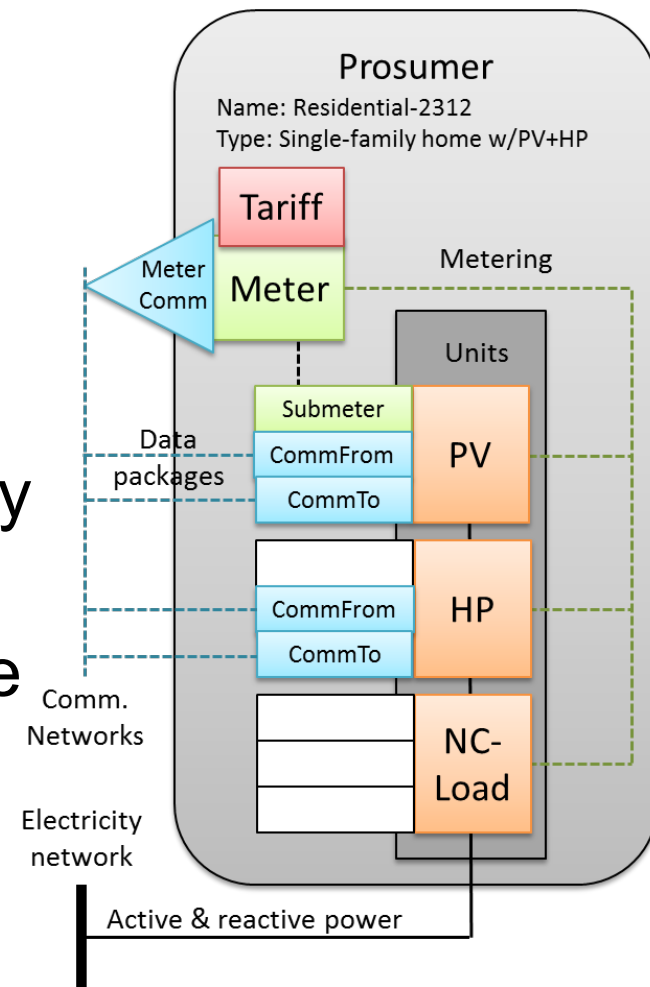 Prosumer
Name: Residential-2312
Type: Single-family home w/PV+HP
Tariff
Meter
Comm
Meter
Metering
Units
Submeter
CommFrom
CommTo
PV
Data
packages
y
CommFrom
CommTo
HP
e
Comm.
Networks
NC-
Load
Electricity
network
Active & reactive power